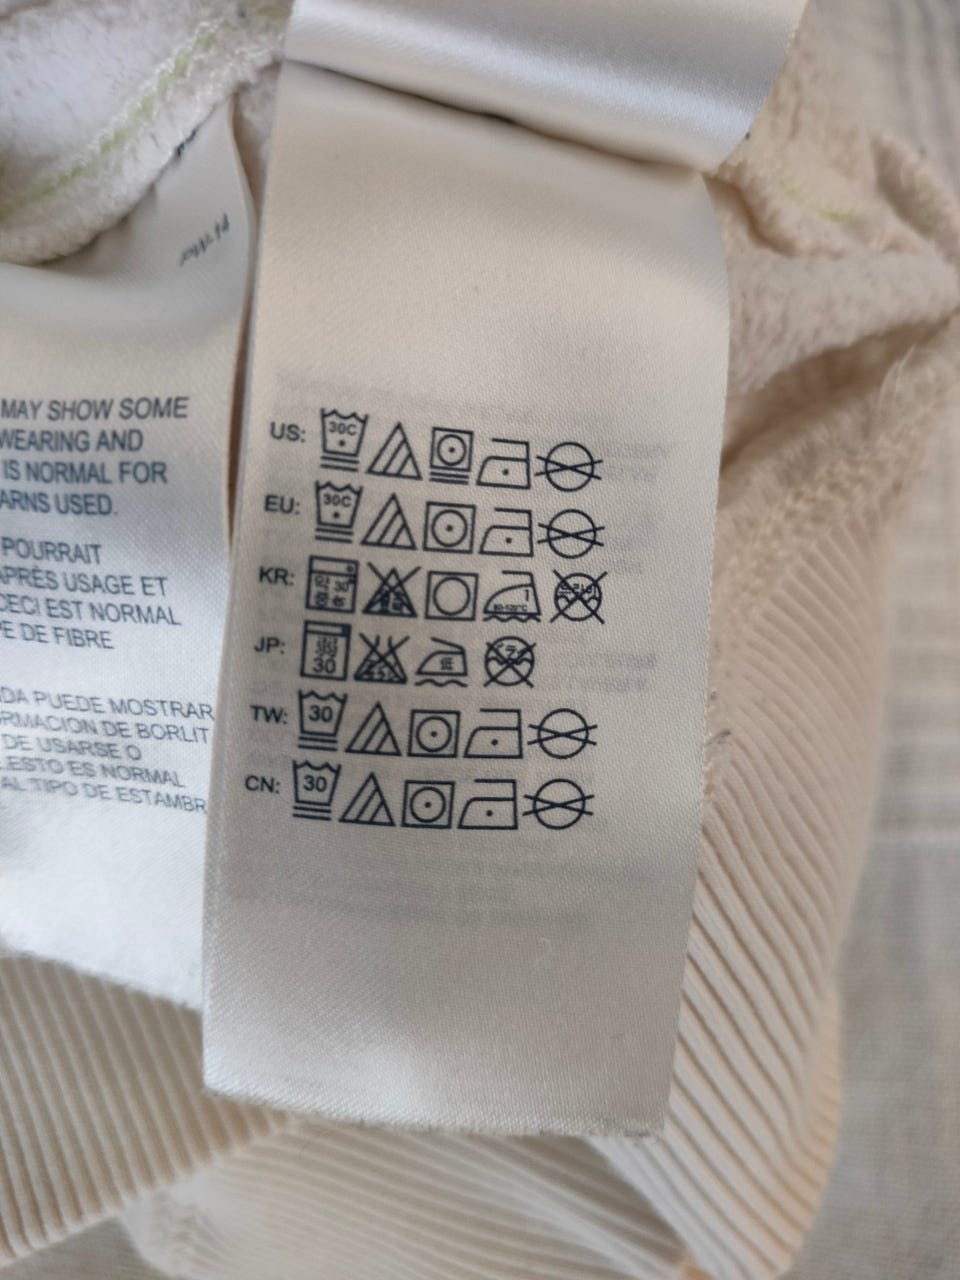 MAY SHOW SOME
WEARING AND
IS NORMAL FOR
ARNS USED.
POURRAIT
APRÈS USAGE ET
CECI EST NORMAL
PE DE FIBRE
DA PUEDE MOSTRAR
RMACION DE BORLIT
DE USARSE O
.ESTO ES NORMAL
AL TIPO DE ESTAMBR
US: 30C
EU: 30C
KR: 30
JP: 30
TW: 30
CN: 30